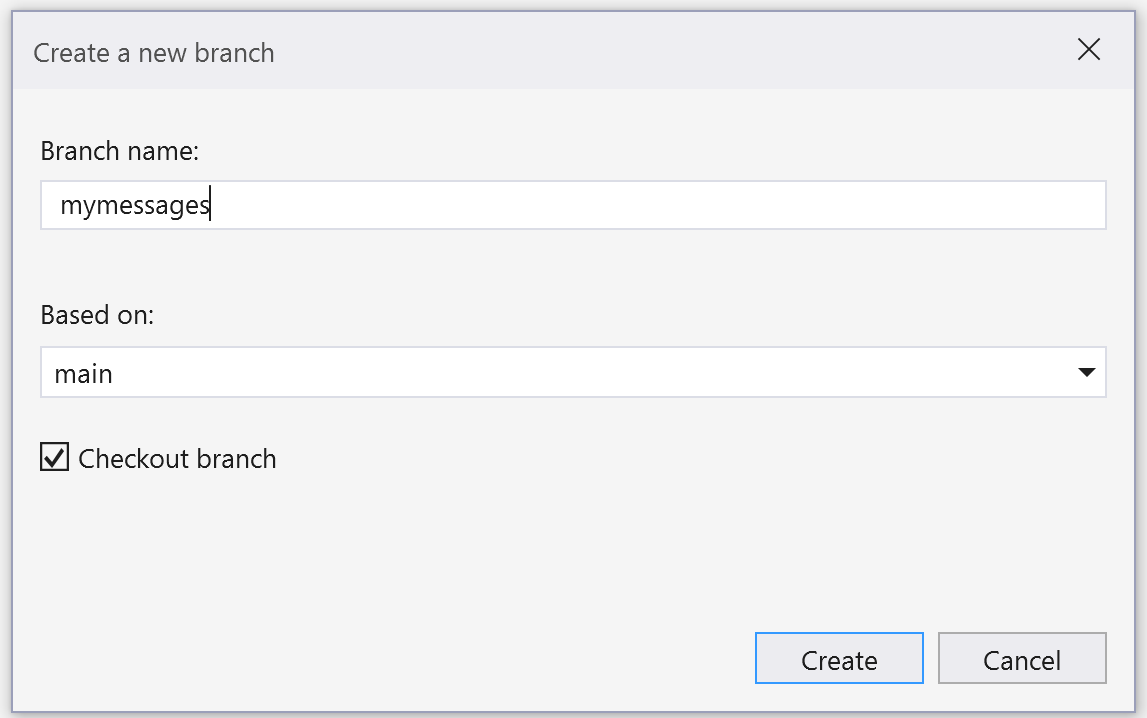 Create a new branch
Branch name:
mymessages
Based on:
main
Checkout branch
Create
Cancel